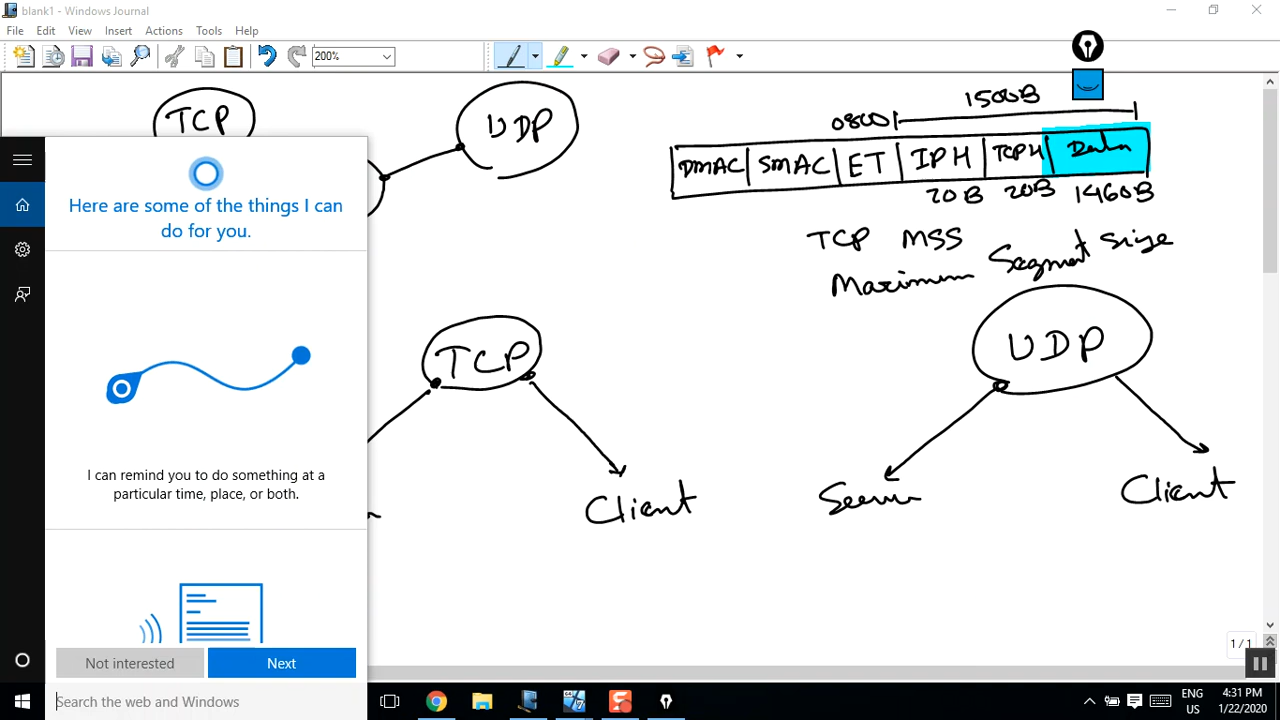 blank1 - Windows Journal
File Edit View Insert Actions Tools Help
200%
TCP
UDP
1500B
0800
DMAC SMAC ET IPH TCPH Data
20B 20B 1460B
TCP MSS
Maximum Segment Size
TCP
UDP
Client
Client
Here are some of the things I can
do for you.
I can remind you to do something at a
particular time, place, or both.
Not interested Next
Search the web and Windows
1 / 1
ENG
US
4:31 PM
1/22/2020